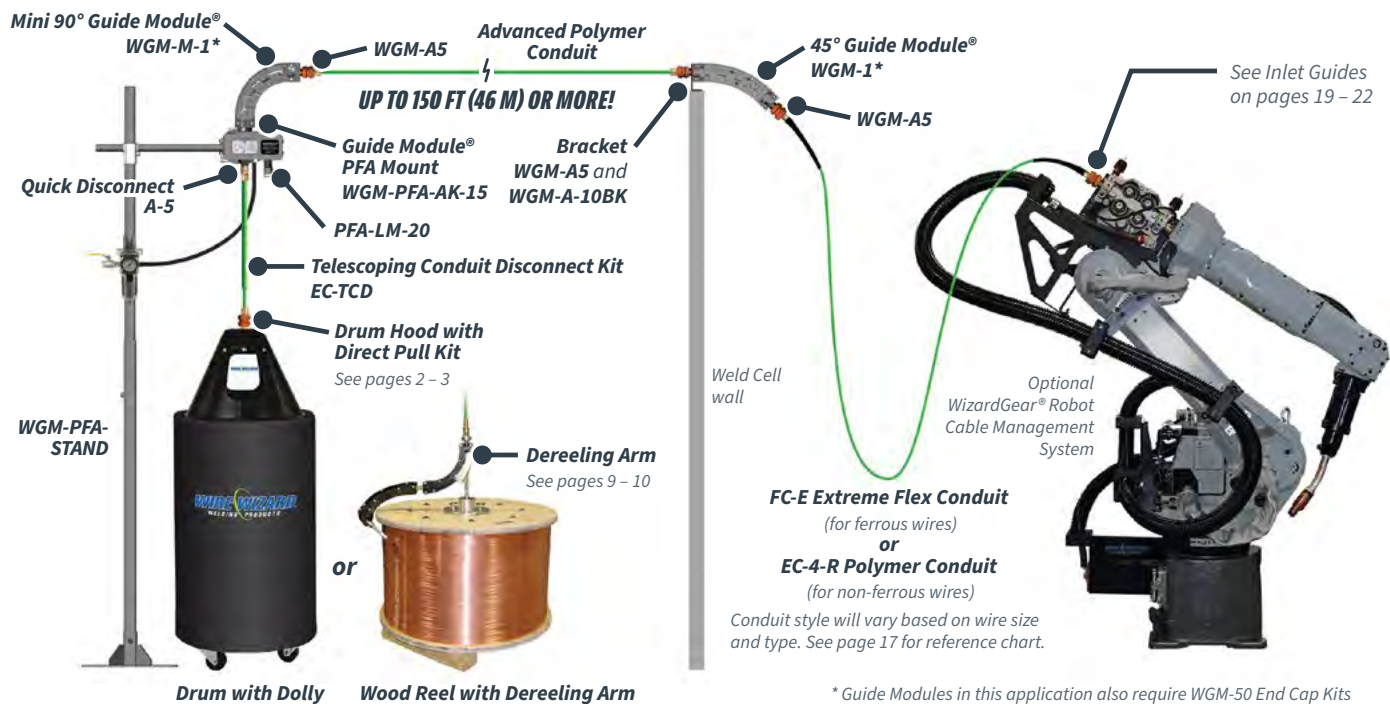 Mini 90° Guide Module®
WGM-M-1*
WGM-A5
Advanced Polymer
Conduit
UP TO 150 FT (46 M) OR MORE!
45° Guide Module®
WGM-1*
WGM-A5
See Inlet Guides
on pages 19 – 22
Guide Module®
PFA Mount
WGM-PFA-AK-15
Bracket
WGM-A5 and
WGM-A-10BK
Quick Disconnect
A-5
PFA-LM-20
Telescoping Conduit Disconnect Kit
EC-TCD
Drum Hood with
Direct Pull Kit
See pages 2 – 3
WGM-PFA-
STAND
Weld Cell
wall
Optional
WizardGear® Robot
Cable Management
System
Dereeling Arm
See pages 9 – 10
WIRE WIZARD
WELDING PRODUCTS
or
FC-E Extreme Flex Conduit
(for ferrous wires)
or
EC-4-R Polymer Conduit
(for non-ferrous wires)
Conduit style will vary based on wire size
and type. See page 17 for reference chart.
Drum with Dolly
Wood Reel with Dereeling Arm
* Guide Modules in this application also require WGM-50 End Cap Kits